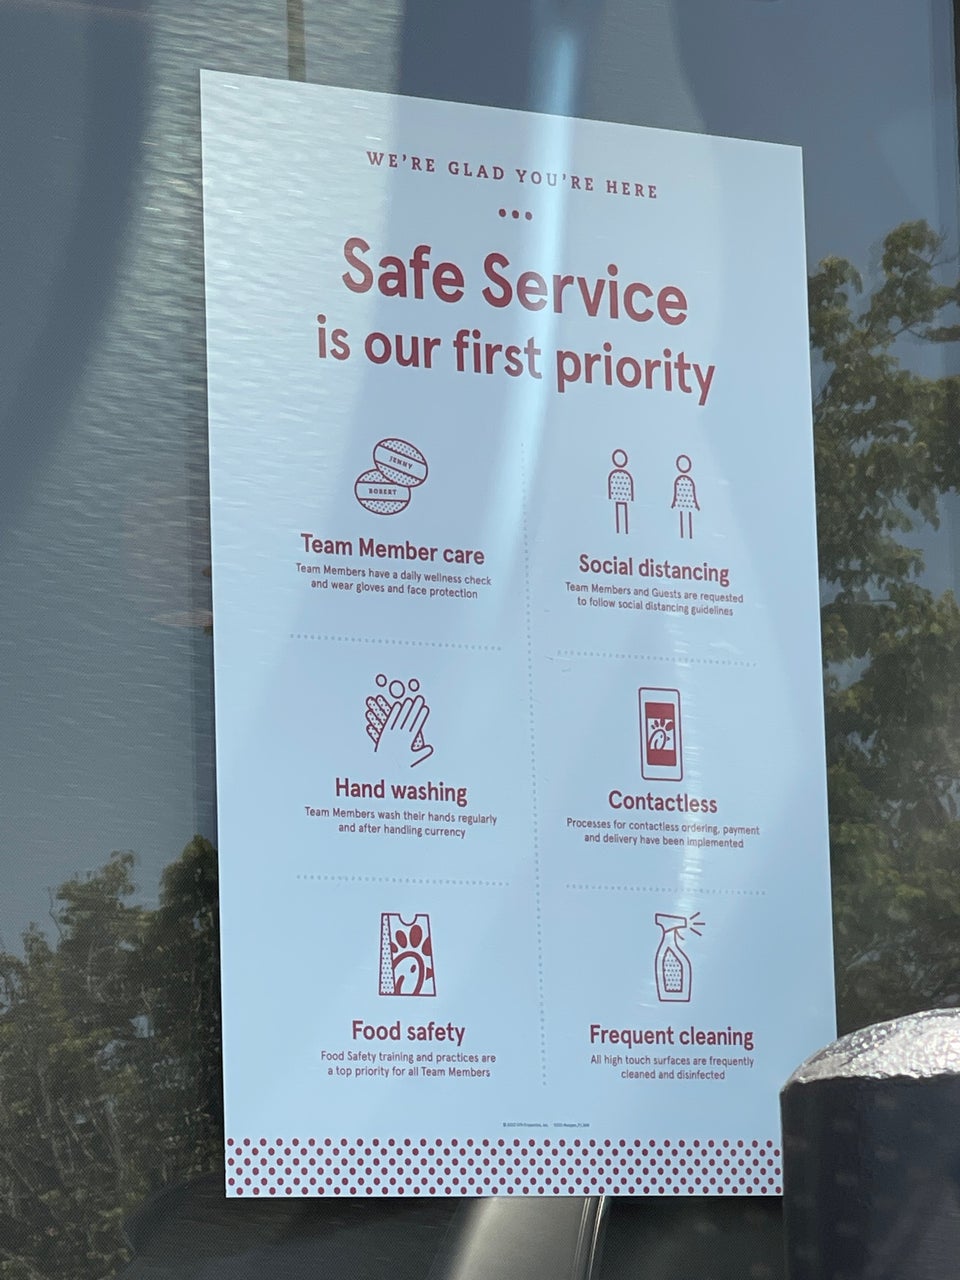 WE'RE GLAD YOU'RE HERE
Safe Service
is our first priority
JENNY
ROBERT
Team Member care
Team Members have a daily wellness check
and wear gloves and face protection
Social distancing
Team Members and Guests are requested
to follow social distancing guidelines
Hand washing
Team Members wash their hands regularly
and after handling currency
Contactless
Processes for contactless ordering, payment
and delivery have been implemented
Food safety
Food Safety training and practices are
a top priority for all Team Members
Frequent cleaning
All high touch surfaces are frequently
cleaned and disinfected